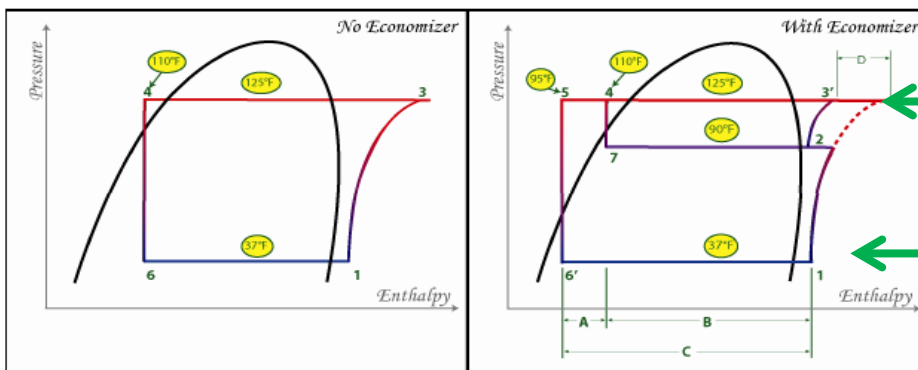 No Economizer
Pressure
110°F
4
125°F
3
37°F
6
1
Enthalpy
With Economizer
Pressure
D
95°F
110°F
5
4
125°F
3'
90°F
2
7
37°F
6'
1
Enthalpy
A
B
C